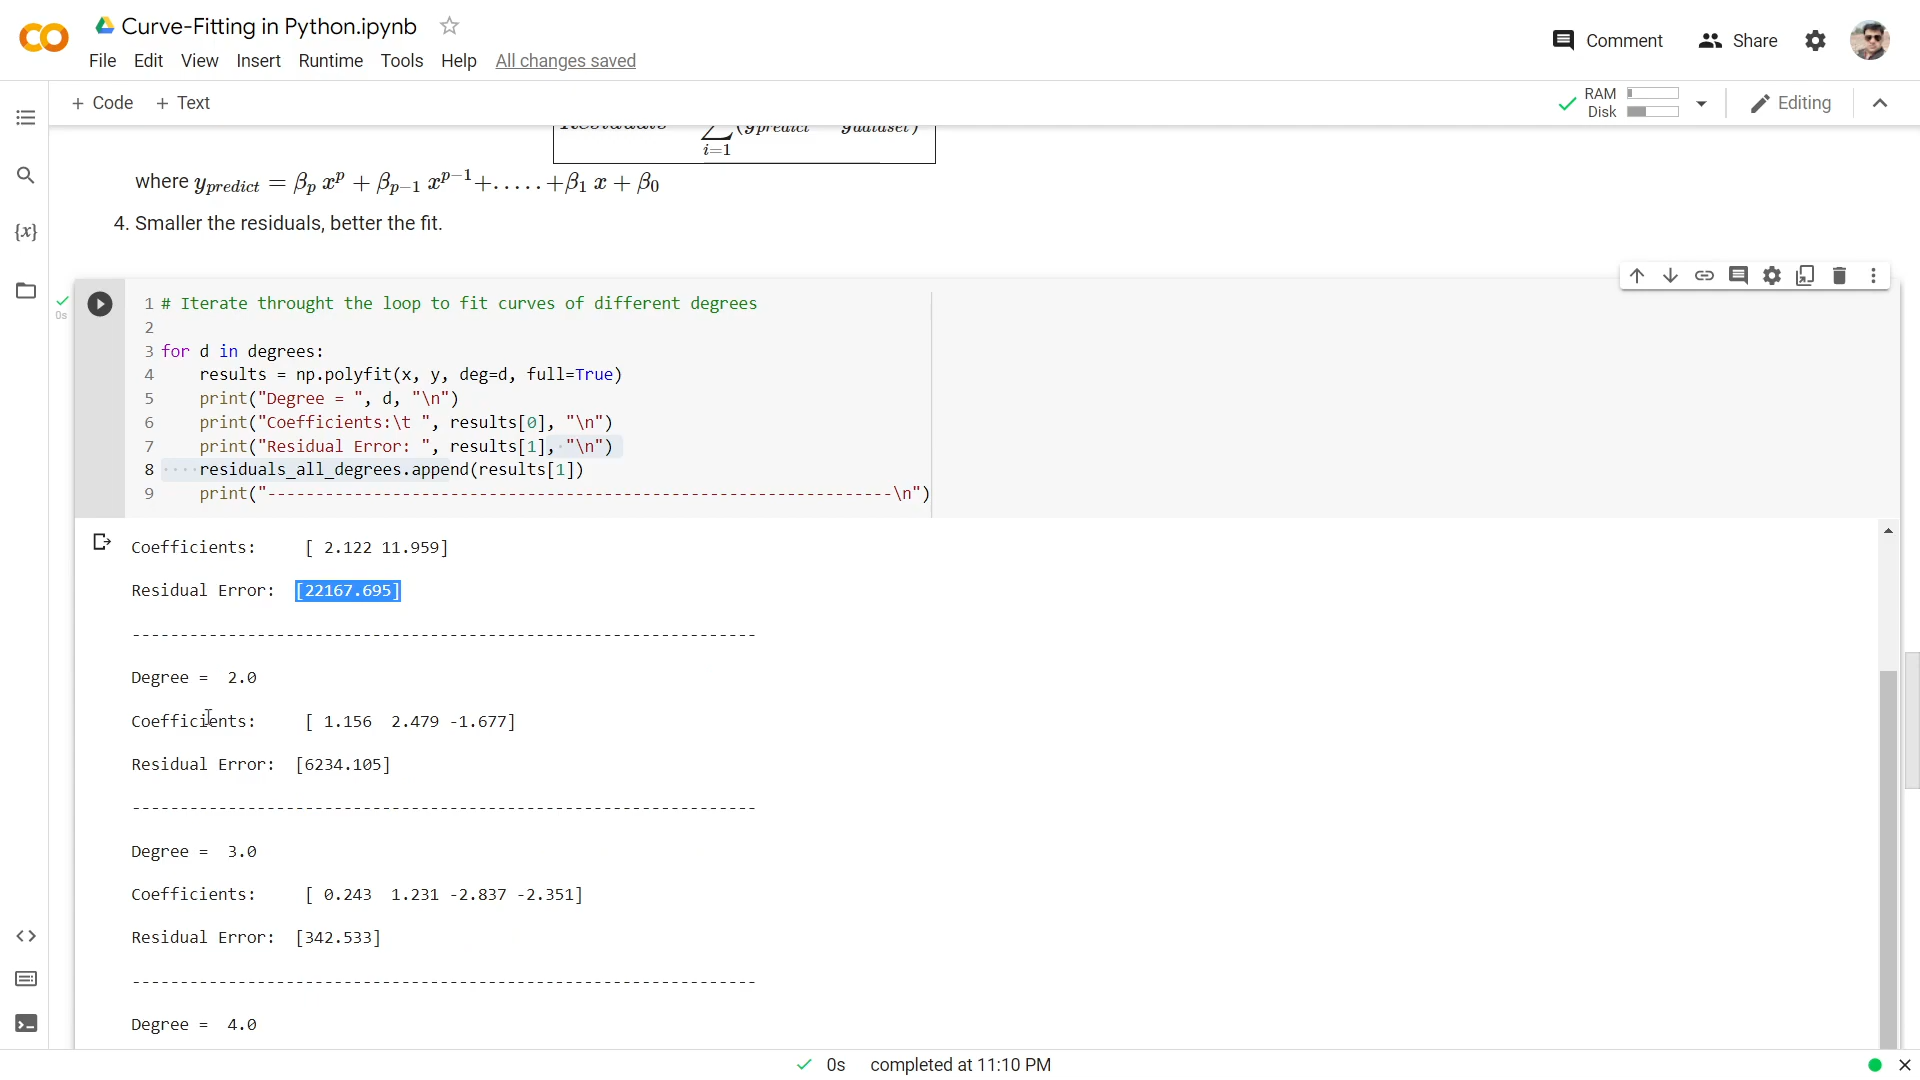 Curve-Fitting in Python.ipynb
File Edit View Insert Runtime Tools Help All changes saved
Comment Share
+ Code + Text
RAM
Disk
Editing
i=1
where y_predict = β_p x^p + β_{p−1} x^{p−1}+.....+β_1 x + β_0
4. Smaller the residuals, better the fit.
{x}
0s
1 # Iterate throught the loop to fit curves of different degrees
2
3 for d in degrees:
4 results = np.polyfit(x, y, deg=d, full=True)
5 print("Degree = ", d, "\n")
6 print("Coefficients:\t ", results[0], "\n")
7 print("Residual Error: ", results[1], "\n")
8 residuals_all_degrees.append(results[1])
9 print("-----------------------------------------------------------------\n")
Coefficients: [ 2.122 11.959]
Residual Error: [22167.695]
-----------------------------------------------------------------
Degree = 2.0
Coefficients: [ 1.156 2.479 -1.677]
Residual Error: [6234.105]
-----------------------------------------------------------------
Degree = 3.0
Coefficients: [ 0.243 1.231 -2.837 -2.351]
Residual Error: [342.533]
-----------------------------------------------------------------
Degree = 4.0
0s completed at 11:10 PM